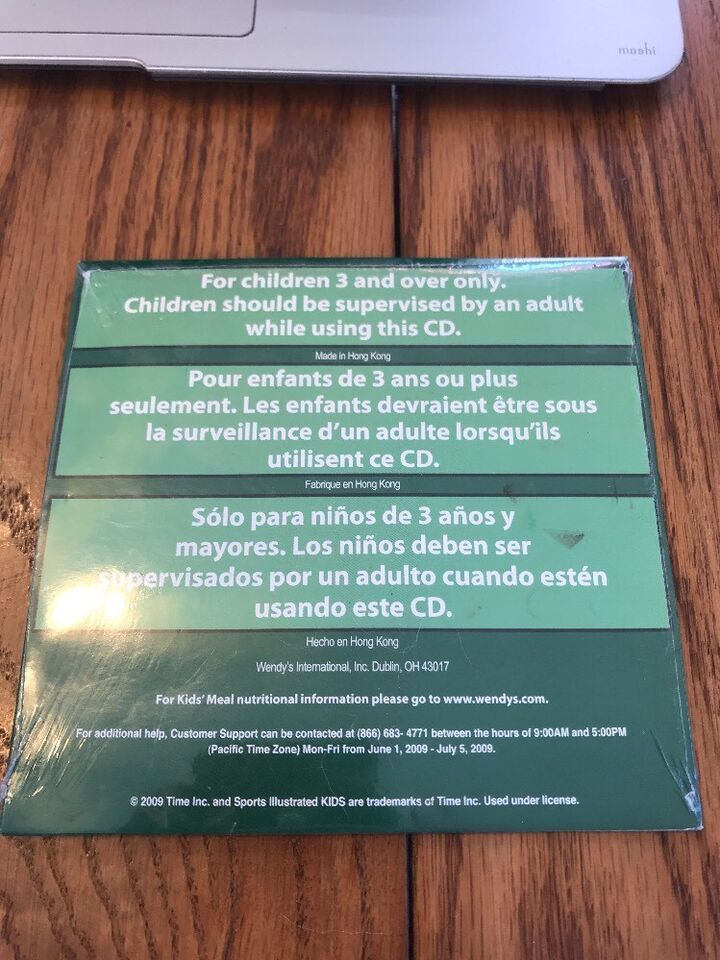 moshi
For children 3 and over only.
Children should be supervised by an adult
while using this CD.
Made in Hong Kong
Pour enfants de 3 ans ou plus
seulement. Les enfants devraient être sous
la surveillance d'un adulte lorsqu'ils
utilisent ce CD.
Fabrique en Hong Kong
Sólo para niños de 3 años y
mayores. Los niños deben ser
supervisados por un adulto cuando estén
usando este CD.
Hecho en Hong Kong
Wendy's International, Inc. Dublin, OH 43017
For Kids' Meal nutritional information please go to www.wendys.com.
For additional help, Customer Support can be contacted at (866) 683- 4771 between the hours of 9:00AM and 5:00PM
(Pacific Time Zone) Mon-Fri from June 1, 2009 - July 5, 2009.
© 2009 Time Inc. and Sports Illustrated KIDS are trademarks of Time Inc. Used under license.